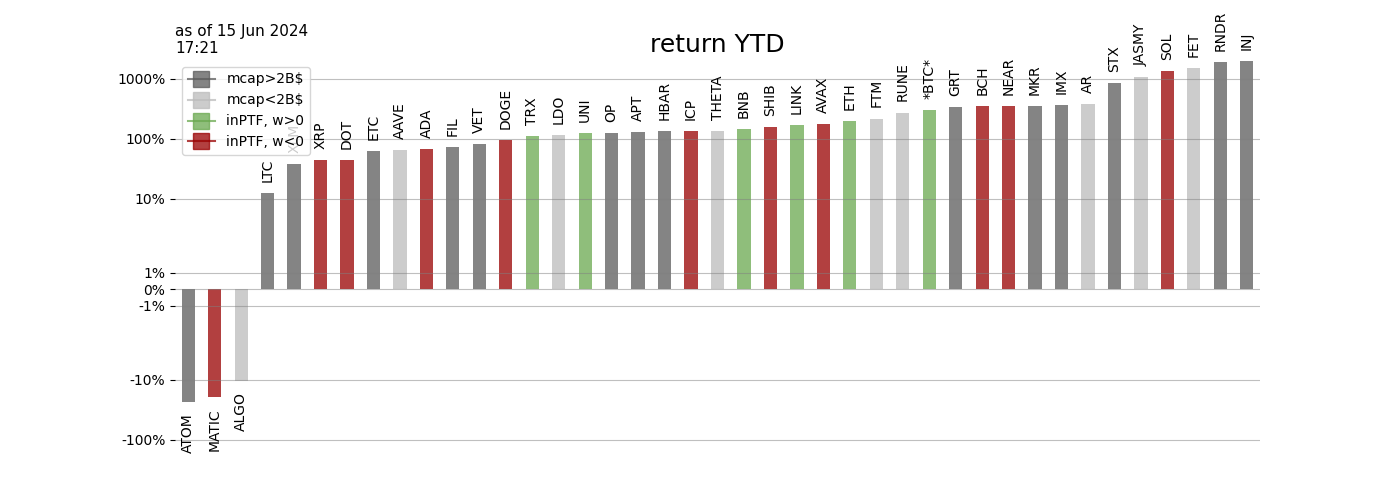 as of 15 Jun 2024
17:21
return YTD
mcap>2B$
mcap<2B$
inPTF, w>0
inPTF, w<0
1000%
100%
10%
1%
0%
-1%
-10%
-100%
ATOM
MATIC
ALGO
LTC
XRP
DOT
ETC
AAVE
ADA
FIL
VET
DOGE
TRX
LDO
UNI
OP
APT
HBAR
ICP
THETA
BNB
SHIB
LINK
AVAX
ETH
FTM
RUNE
*BTC*
GRT
BCH
NEAR
MKR
IMX
AR
STX
JASMY
SOL
FET
RNDR
INJ